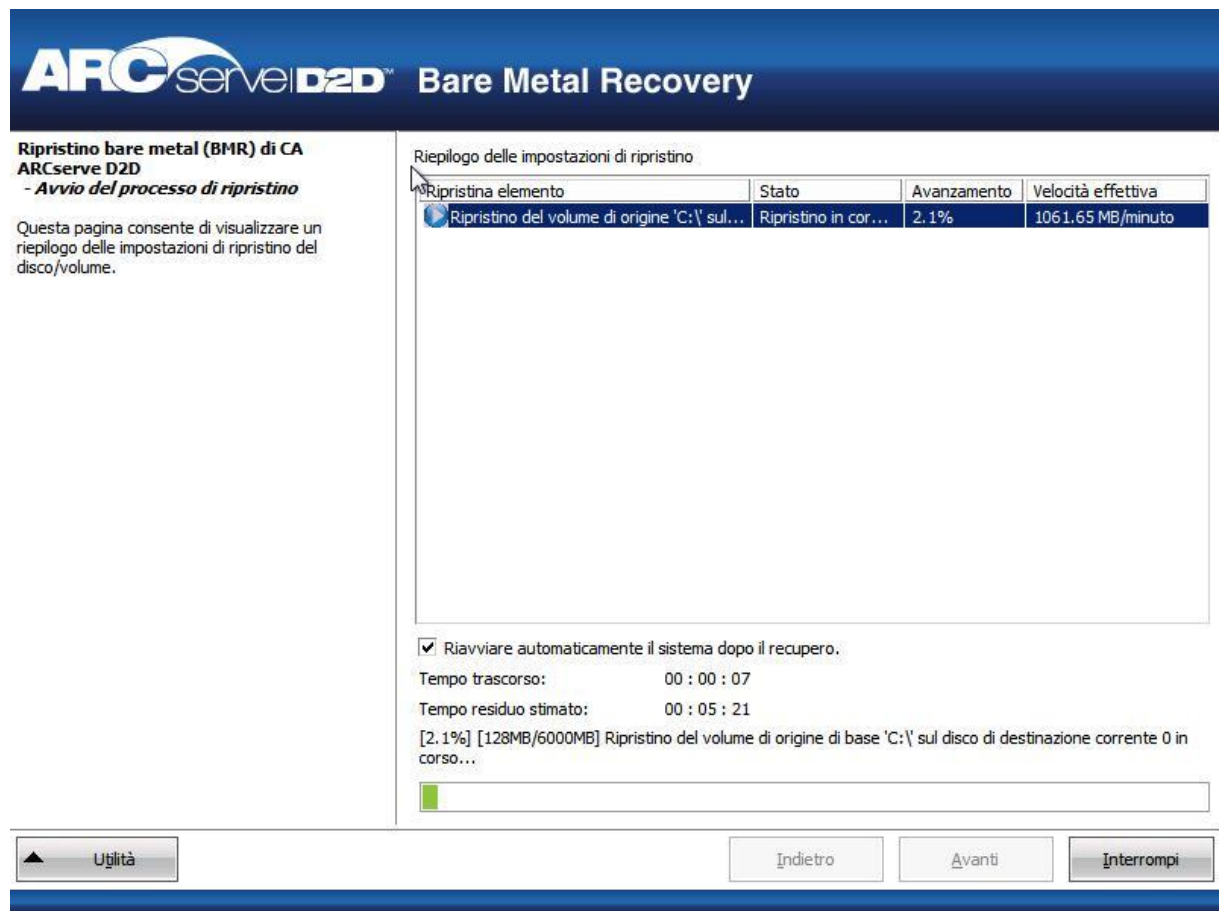 ARCserve D2D™ Bare Metal Recovery
Ripristino bare metal (BMR) di CA
ARCserve D2D
- Avvio del processo di ripristino
Questa pagina consente di visualizzare un
riepilogo delle impostazioni di ripristino del
disco/volume.
Riepilogo delle impostazioni di ripristino
Ripristina elemento Stato Avanzamento Velocità effettiva
Ripristino del volume di origine 'C:\' sul... Ripristino in cor... 2.1% 1061.65 MB/minuto
Riavviare automaticamente il sistema dopo il recupero.
Tempo trascorso: 00 : 00 : 07
Tempo residuo stimato: 00 : 05 : 21
[2.1%] [128MB/6000MB] Ripristino del volume di origine di base 'C:\' sul disco di destinazione corrente 0 in
corso...
Utilità Indietro Avanti Interrompi